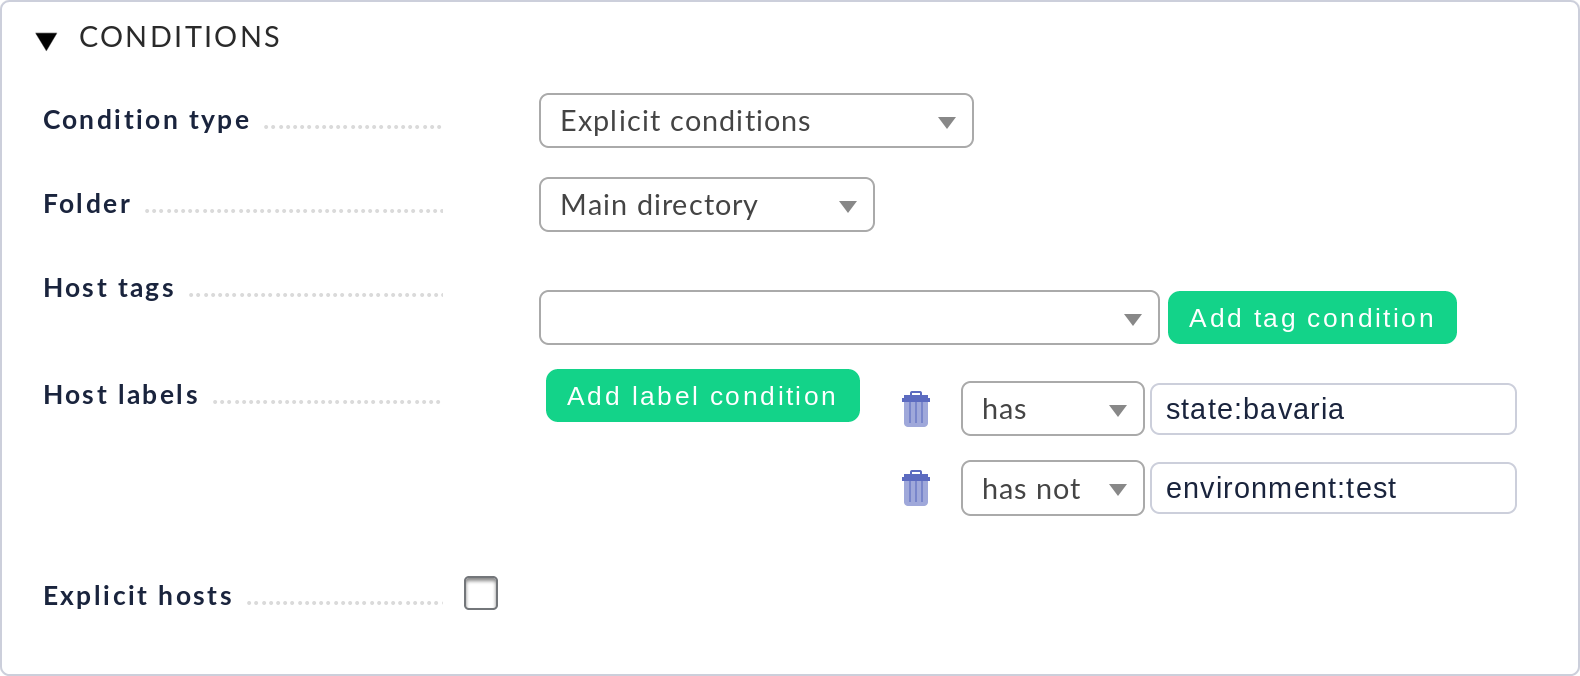 CONDITIONS
Condition type Explicit conditions
Folder Main directory
Host tags Add tag condition
Host labels Add label condition has state:bavaria
has not environment:test
Explicit hosts